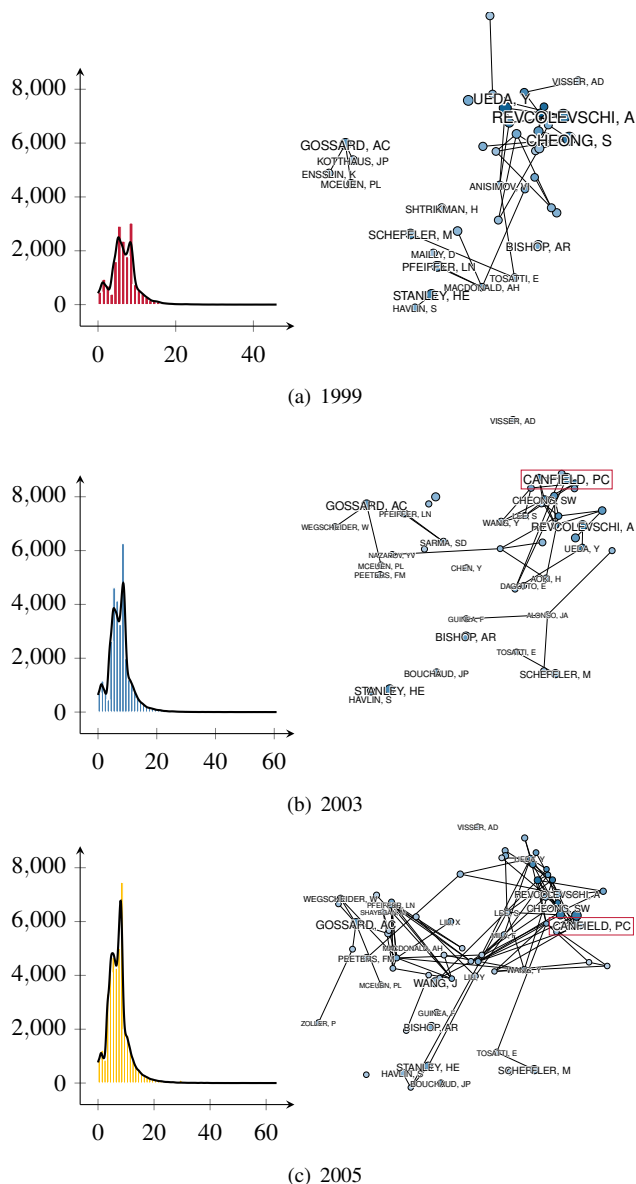 8,000
6,000
4,000
2,000
0
0 20 40
VISSER, AD
UEDA, Y
REVCOLEVSCHI, A
CHEONG, S
GOSSARD, AC
KOTTHAUS, JP
ENSSLIN, K
MCEUEN, PL
ANISIMOV, VI
SHTRIKMAN, H
SCHEFFLER, M
BISHOP, AR
MAILLY, D
PFEIFFER, LN
TOSATTI, E
MACDONALD, AH
STANLEY, HE
HAVLIN, S
(a) 1999
8,000
6,000
4,000
2,000
0
0 20 40 60
VISSER, AD
CANFIELD, PC
CHEONG, SW
GOSSARD, AC
PFEIFFER, LN
LEE, S
WEGSCHEIDER, W
WANG, Y
REVCOLEVSCHI, A
SARMA, SD
UEDA, Y
NAZAROV, YV
MCEUEN, PL
PEETERS, FM
CHEN, Y
AOKI, H
DAGOTTO, E
GUINEA, F
ALONSO, JA
BISHOP, AR
TOSATTI, E
BOUCHAUD, JP
SCHEFFLER, M
STANLEY, HE
HAVLIN, S
(b) 2003
8,000
6,000
4,000
2,000
0
0 20 40 60
VISSER, AD
UEDA, Y
REVCOLEVSCHI, A
WEGSCHEIDER, W
PFEIFFER, LN
CHEONG, SW
LEE, S
GOSSARD, AC
LIU, X
CANFIELD, PC
MACDONALD, AH
PEETERS, FM
WANG, Y
LIU, Y
MCEUEN, PL
WANG, J
GUINEA, F
ZOLLER, P
BISHOP, AR
TOSATTI, E
STANLEY, HE
HAVLIN, S
SCHEFFLER, M
BOUCHAUD, JP
(c) 2005